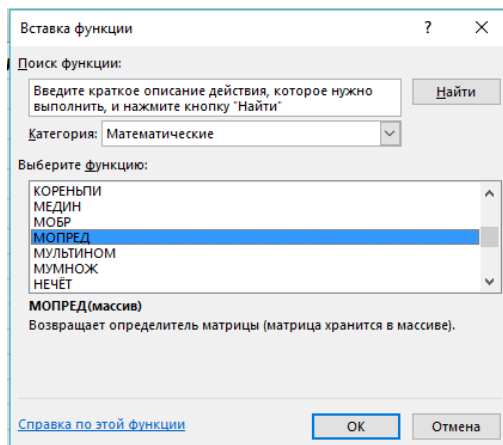 Вставка функции
?
×
Поиск функции:
Введите краткое описание действия, которое нужно
выполнить, и нажмите кнопку "Найти"
Найти
Категория: Математические
Выберите функцию:
КОРЕНЬПИ
МЕДИН
МОБР
МОПРЕД
МУЛЬТИНОМ
МУМНОЖ
НЕЧЁТ
МОПРЕД(массив)
Возвращает определитель матрицы (матрица хранится в массиве).
Справка по этой функции
ОК
Отмена